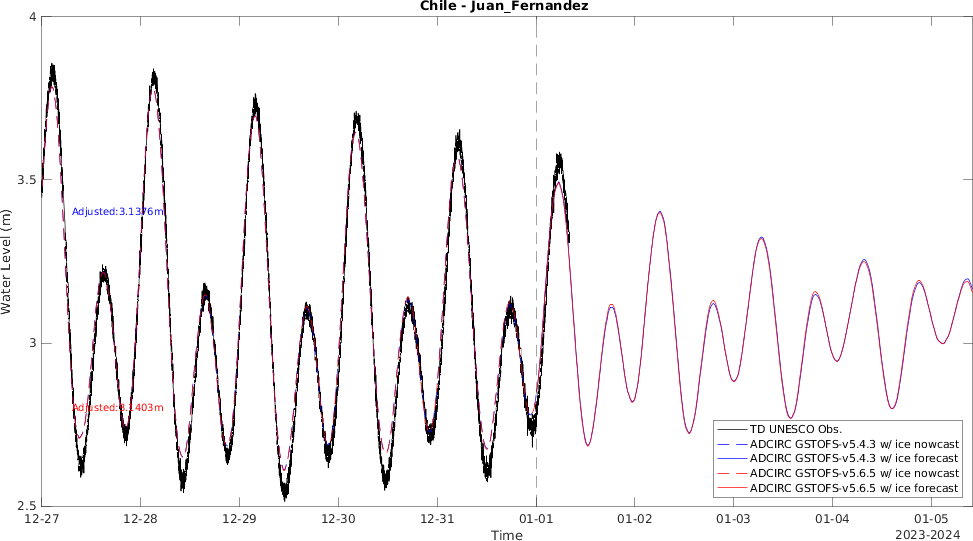 Chile - Juan_Fernandez
4
3.5
3
2.5
Water Level (m)
Adjusted:3.1376m
Adjusted:3.1403m
TD UNESCO Obs.
ADCIRC GSTOFS-v5.4.3 w/ ice nowcast
ADCIRC GSTOFS-v5.4.3 w/ ice forecast
ADCIRC GSTOFS-v5.6.5 w/ ice nowcast
ADCIRC GSTOFS-v5.6.5 w/ ice forecast
12-27 12-28 12-29 12-30 12-31 01-01 01-02 01-03 01-04 01-05
Time
2023-2024